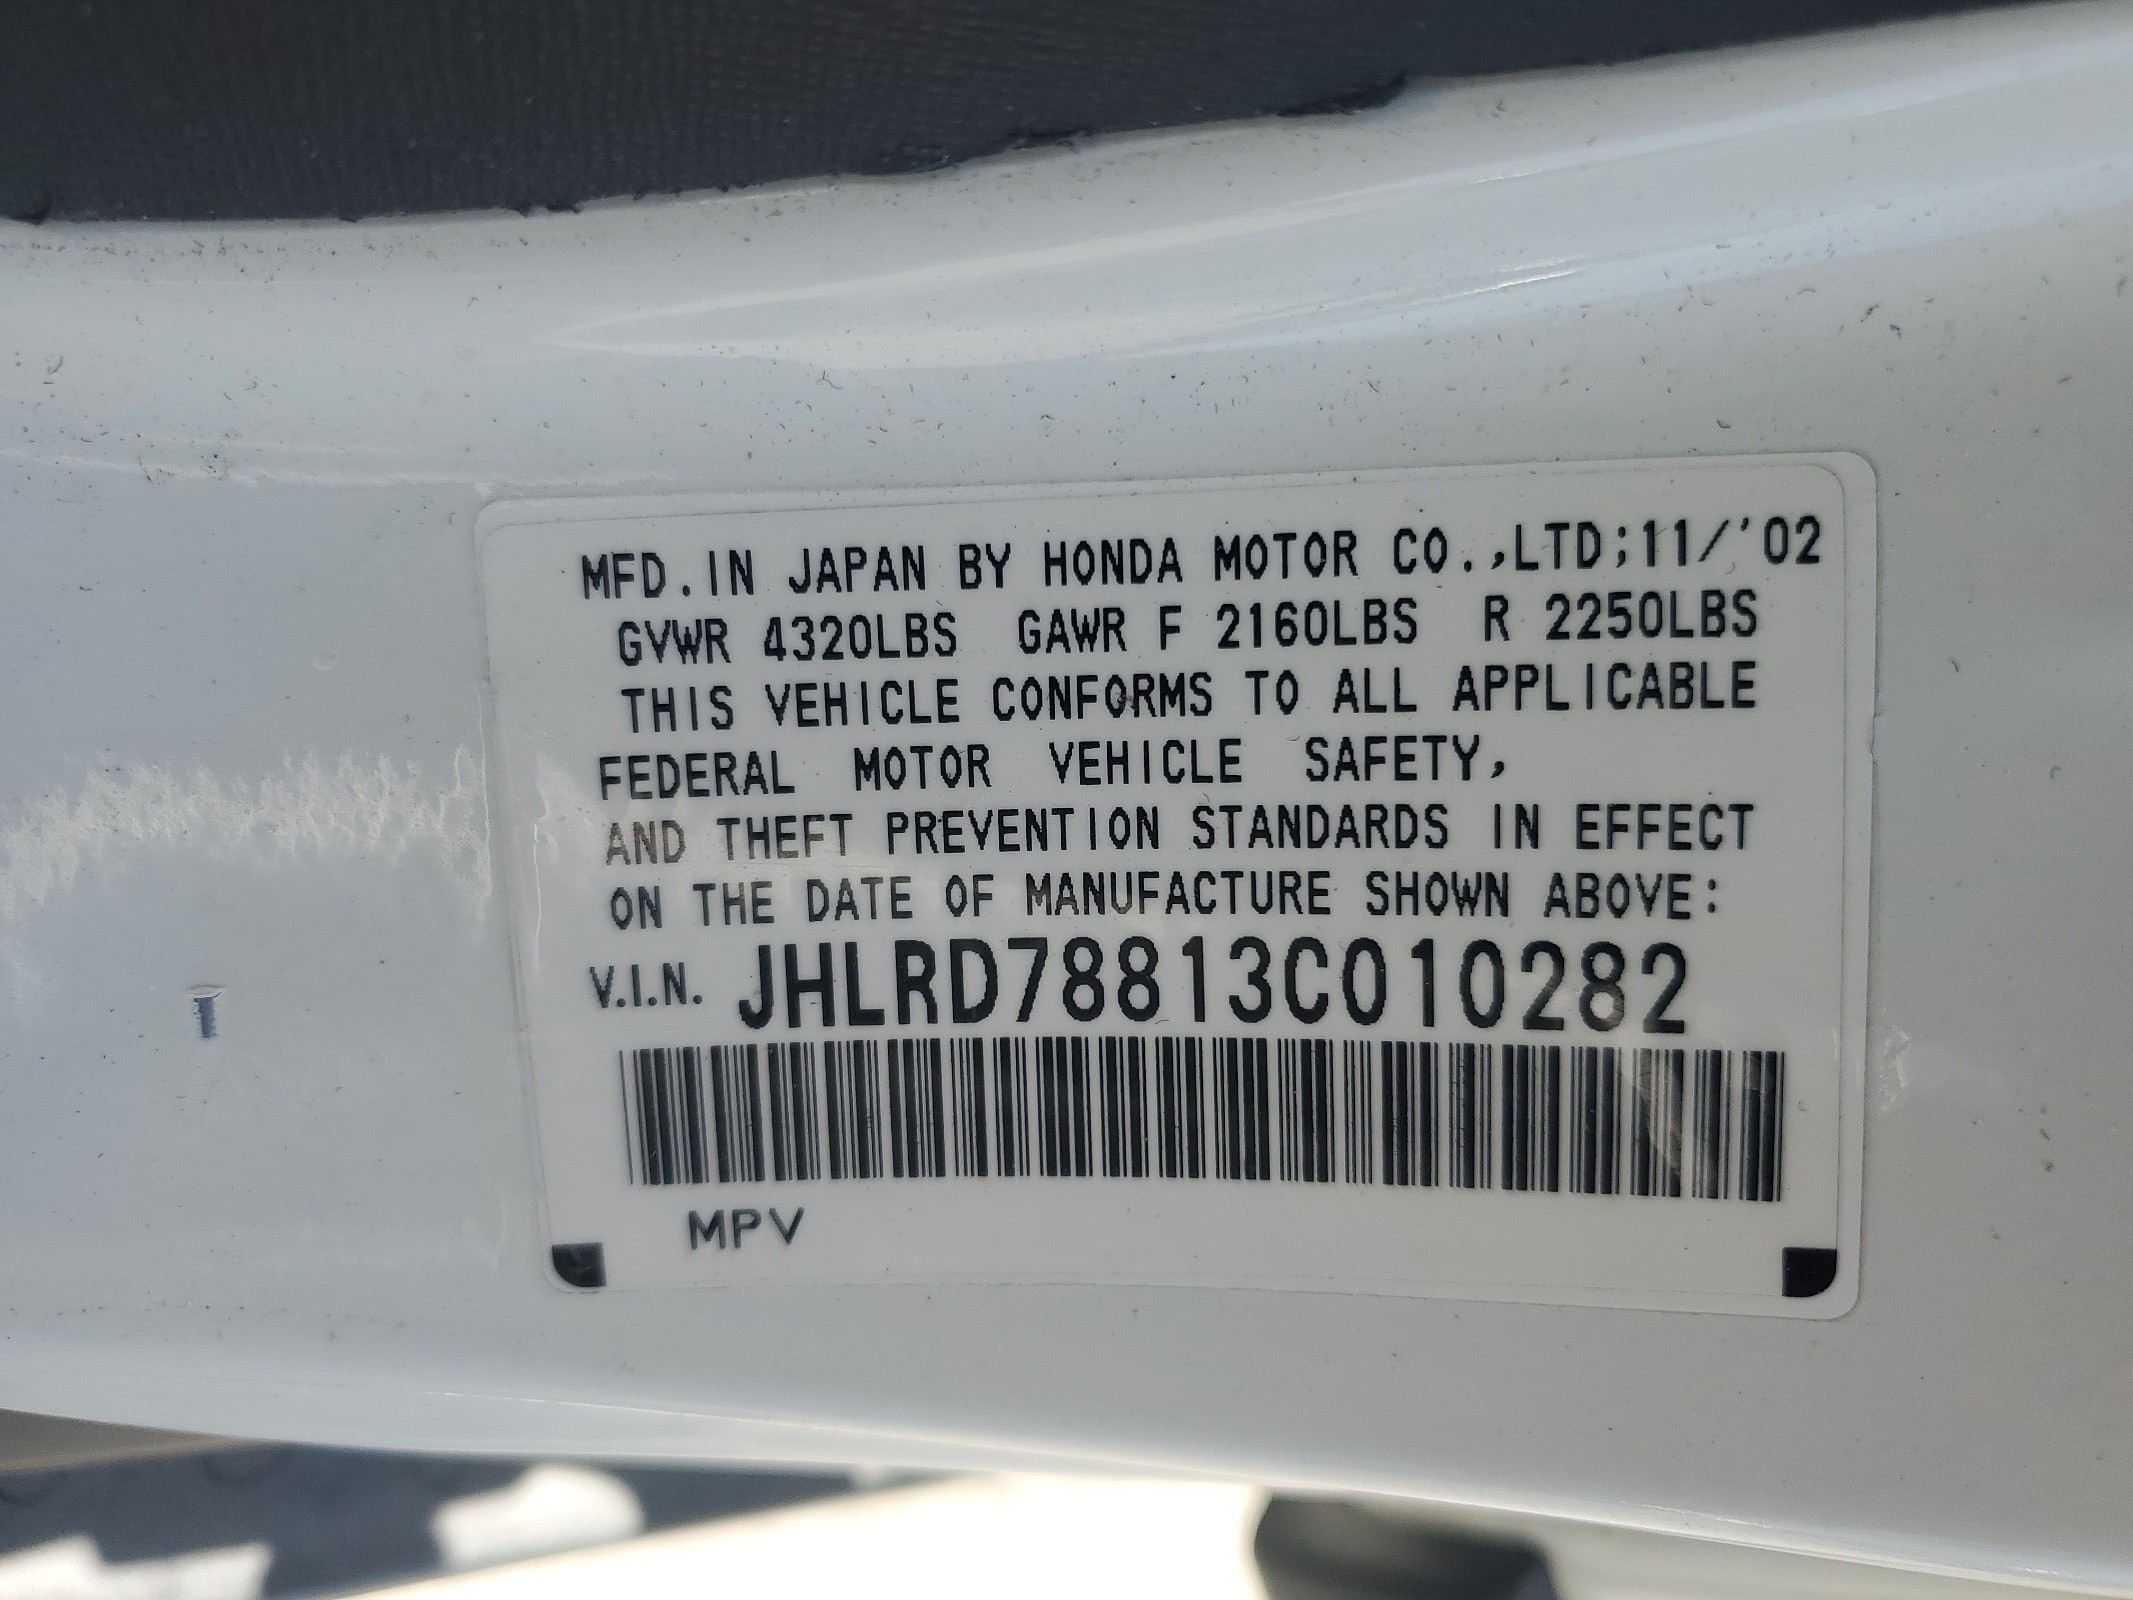 MFD.IN JAPAN BY HONDA MOTOR CO.,LTD;11/'02
GVWR 4320LBS GAWR F 2160LBS R 2250LBS
THIS VEHICLE CONFORMS TO ALL APPLICABLE
FEDERAL MOTOR VEHICLE SAFETY,
AND THEFT PREVENTION STANDARDS IN EFFECT
ON THE DATE OF MANUFACTURE SHOWN ABOVE:
V.I.N. JHLRD78813C010282
MPV